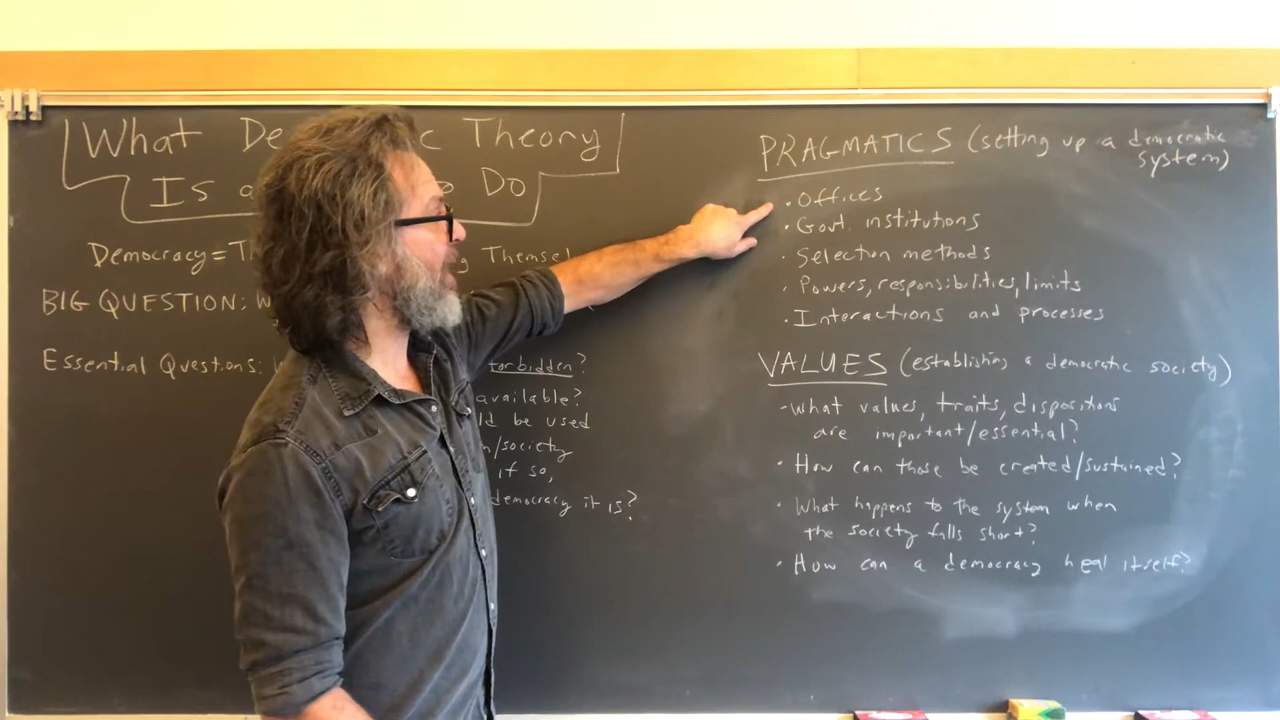 What De c Theory
Is a Do
Democracy = Th g Themsel
BIG QUESTION: W
Essential Questions: forbidden?
available?
ld be used
n/society
if so,
democracy it is?
PRAGMATICS (setting up a democratic
system)
• Offices
• Govt. institutions
• Selection methods
• Powers, responsibilities, limits
• Interactions and processes
VALUES (establishing a democratic society)
- What values, traits, dispositions
are important/essential?
• How can those be created/sustained?
• What happens to the system when
the society falls short?
• How can a democracy heal itself?